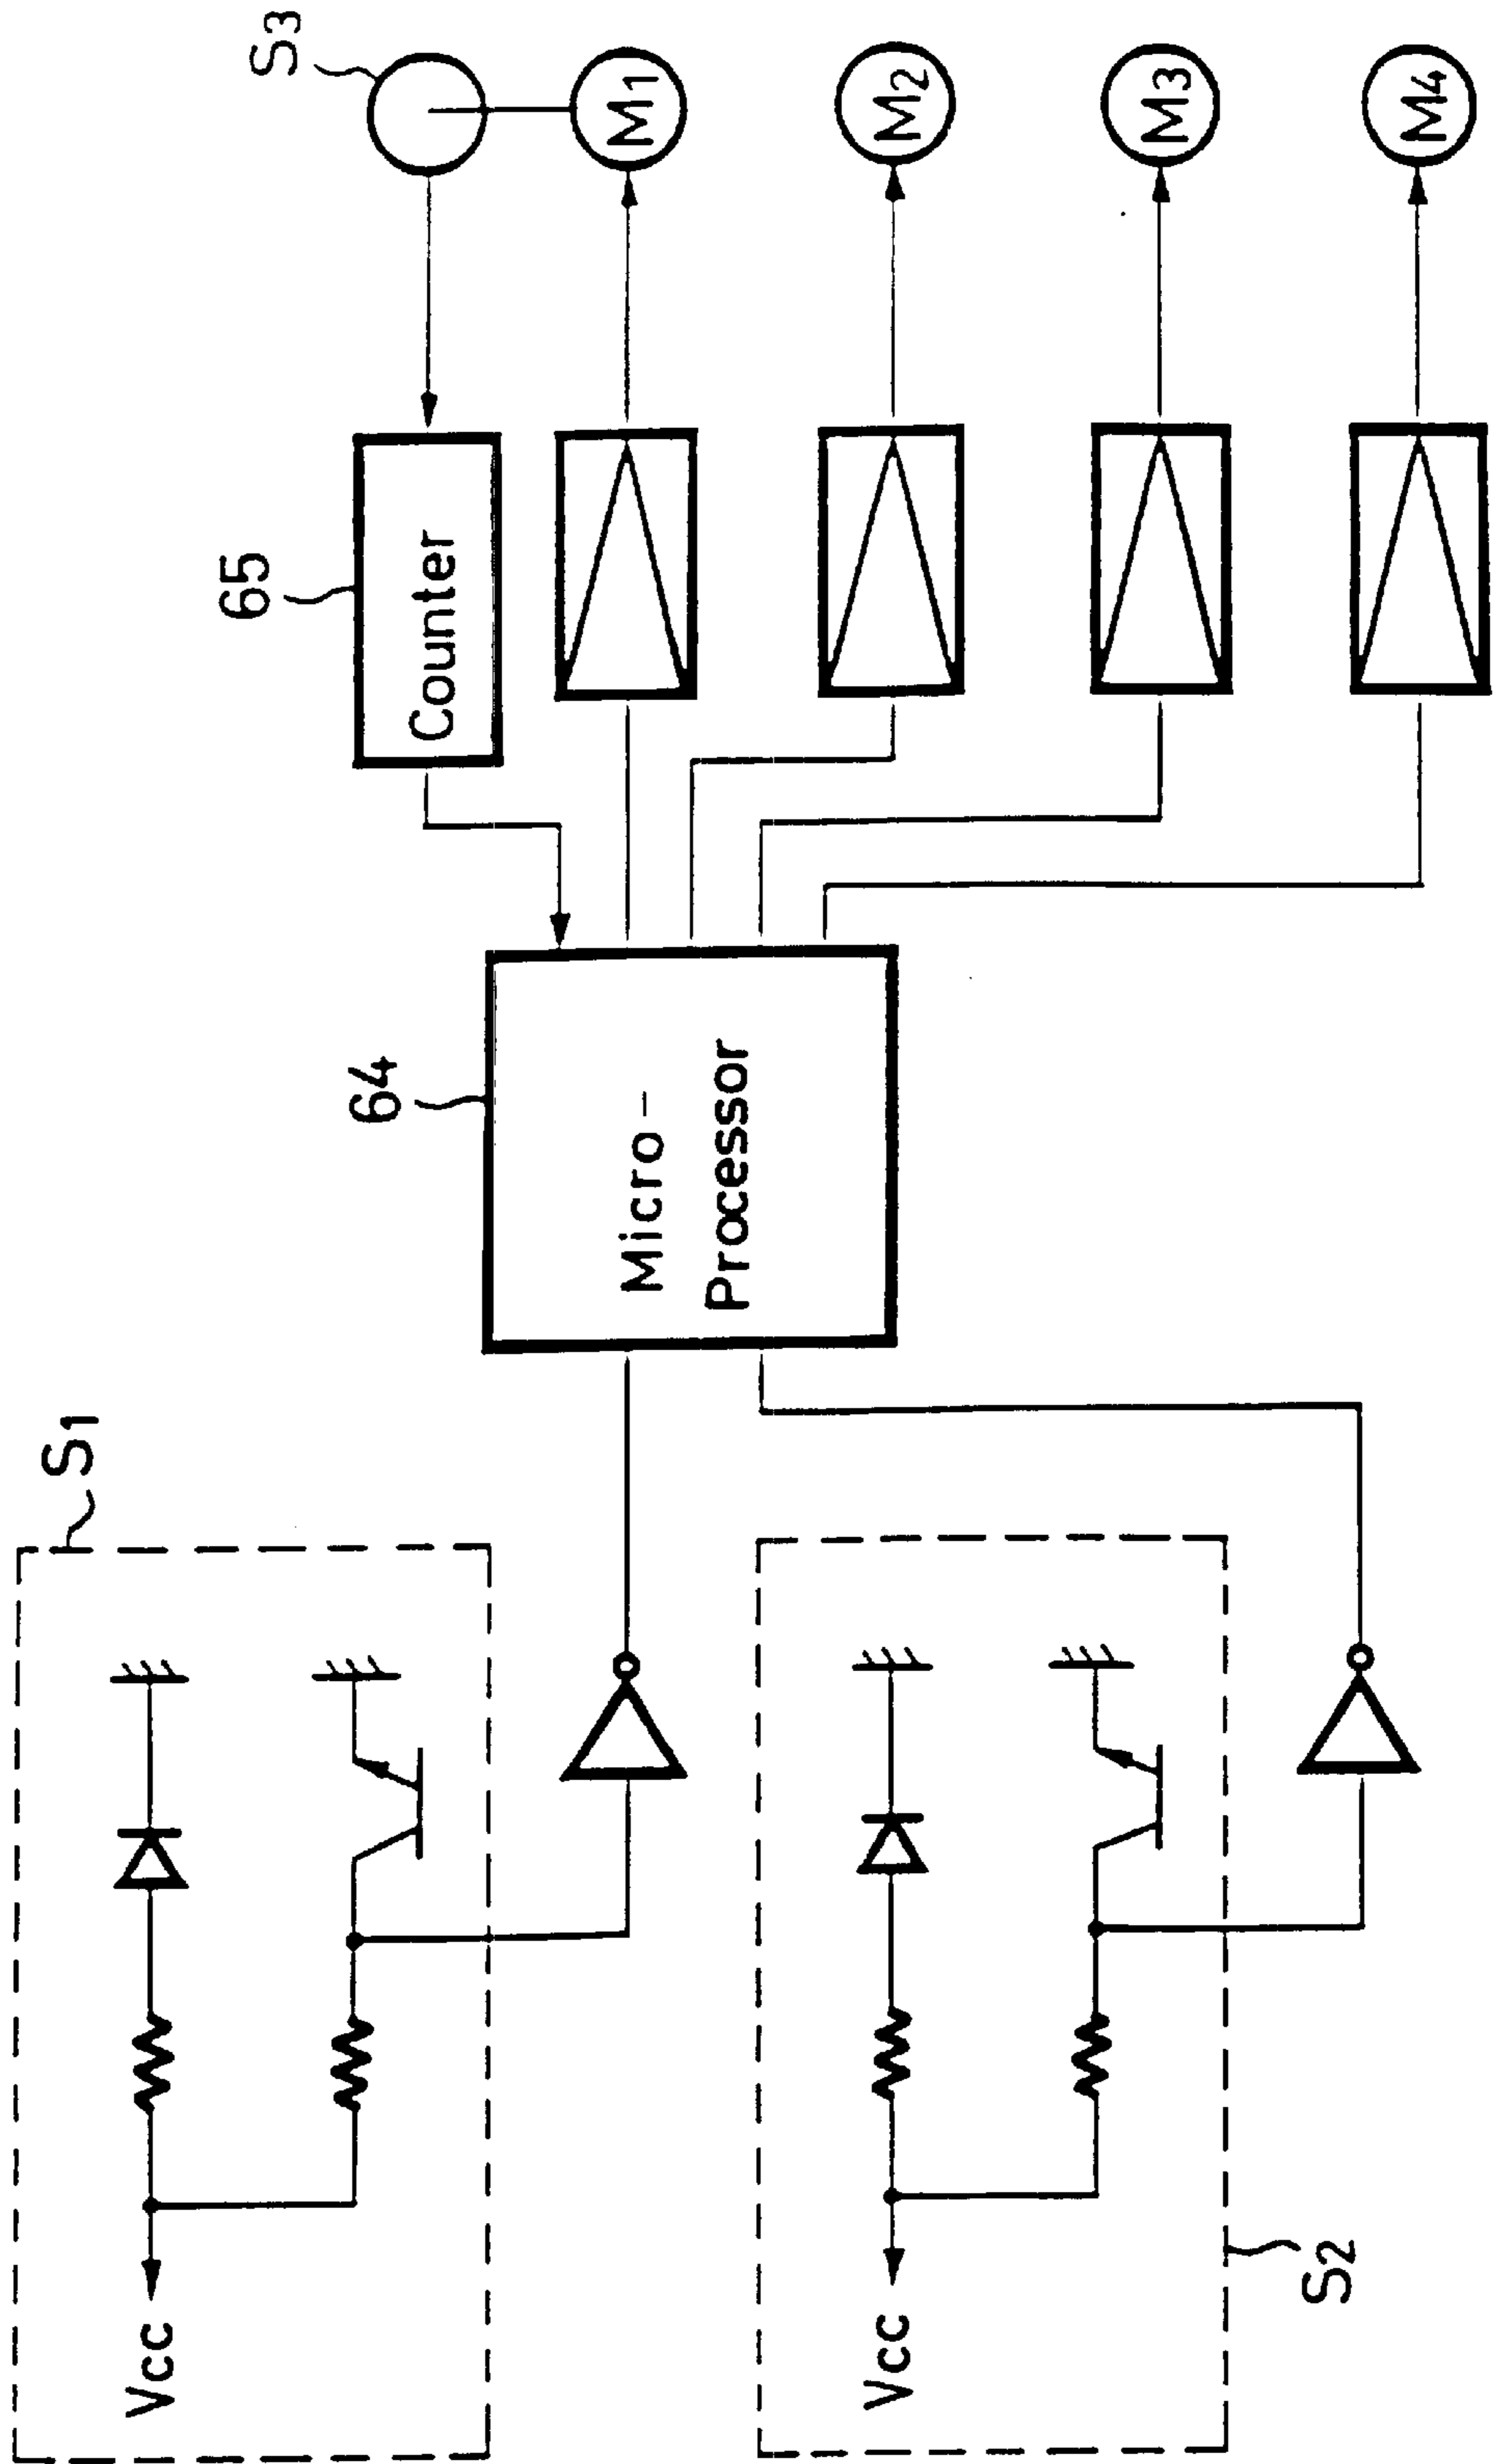 S1
Vcc
64
Micro-
Processor
65
Counter
S3
M1
M2
M3
M4
Vcc
S2